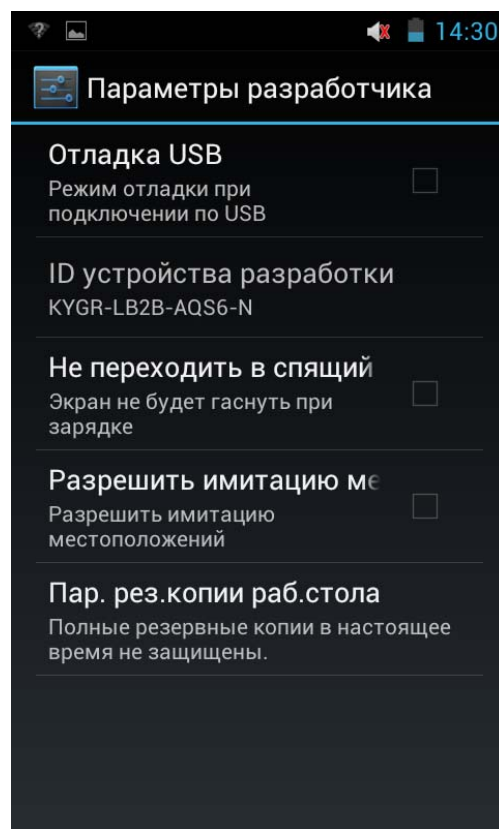 14:30
Параметры разработчика
Отладка USB
Режим отладки при
подключении по USB
ID устройства разработки
KYGR-LB2B-AQS6-N
Не переходить в спящий
Экран не будет гаснуть при
зарядке
Разрешить имитацию ме
Разрешить имитацию
местоположений
Пар. рез.копии раб.стола
Полные резервные копии в настоящее
время не защищены.